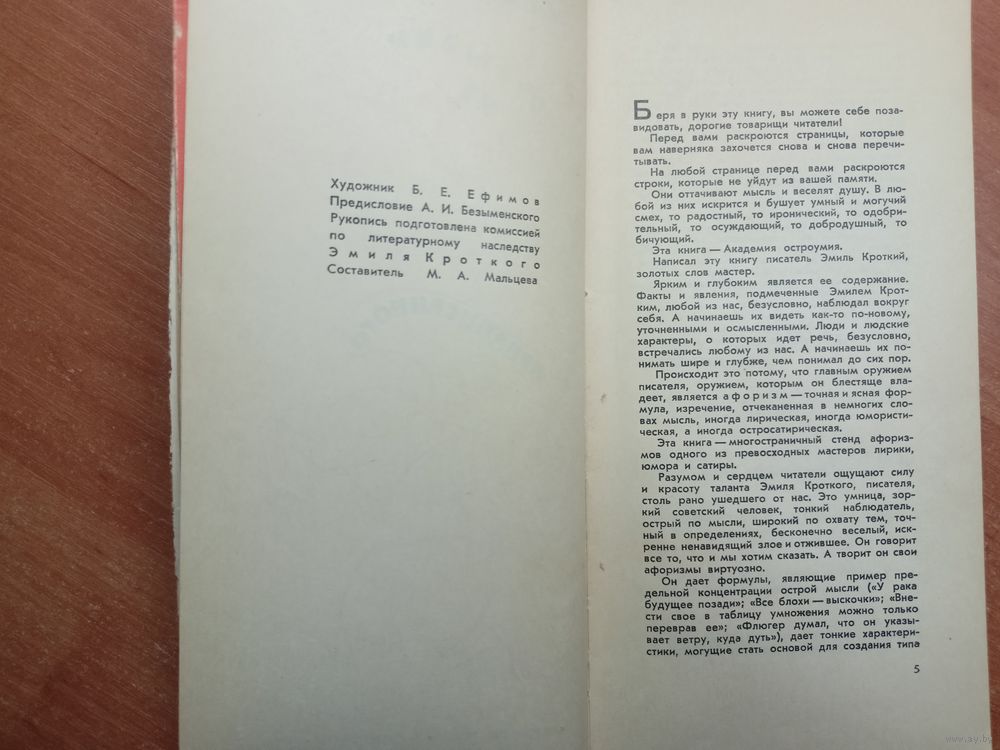 Художник Б. Е. Ефимов
Предисловие А. И. Безыменского
Рукопись подготовлена комиссией
по литературному наследству
Эмиля Кроткого
Составитель М. А. Мальцева
Беря в руки эту книгу, вы можете себе поза-
видовать, дорогие товарищи читатели!
Перед вами раскроются страницы, которые
вам наверняка захочется снова и снова перечи-
тывать.
На любой странице перед вами раскроются
строки, которые не уйдут из вашей памяти.
Они оттачивают мысль и веселят душу. В лю-
бой из них искрится и бушует умный и могучий
смех, то радостный, то иронический, то одобри-
тельный, то осуждающий, то добродушный, то
бичующий.
Эта книга — Академия остроумия.
Написал эту книгу писатель Эмиль Кроткий,
золотых слов мастер.
Ярким и глубоким является ее содержание.
Факты и явления, подмеченные Эмилем Крот-
ким, любой из нас, безусловно, наблюдал вокруг
себя. А начинаешь их видеть как-то по-новому,
уточненными и осмысленными. Люди и людские
характеры, о которых идет речь, безусловно,
встречались любому из нас. А начинаешь их по-
нимать шире и глубже, чем понимал до сих пор.
Происходит это потому, что главным оружием
писателя, оружием, которым он блестяще вла-
деет, является афоризм — точная и ясная фор-
мула, изречение, отчеканенная в немногих сло-
вах мысль, иногда лирическая, иногда юмористи-
ческая, а иногда остросатирическая.
Эта книга — многостраничный стенд афориз-
мов одного из превосходных мастеров лирики,
юмора и сатиры.
Разумом и сердцем читатели ощущают силу
и красоту таланта Эмиля Кроткого, писателя,
столь рано ушедшего от нас. Это умница, зор-
кий советский человек, тонкий наблюдатель,
острый по мысли, широкий по охвату тем, точ-
ный в определениях, бесконечно веселый, иск-
ренне ненавидящий злое и отжившее. Он говорит
все то, что и мы хотим сказать. А творит он свои
афоризмы виртуозно.
Он дает формулы, являющие пример пре-
дельной концентрации острой мысли («У рака
будущее позади»; «Все блохи — выскочки»; «Вне-
сти свое в таблицу умножения можно только
переврав ее»; «Флюгер думал, что он указы-
вает ветру, куда дуть»), дает тонкие характери-
стики, могущие стать основой для создания типа
5
www.ay.by